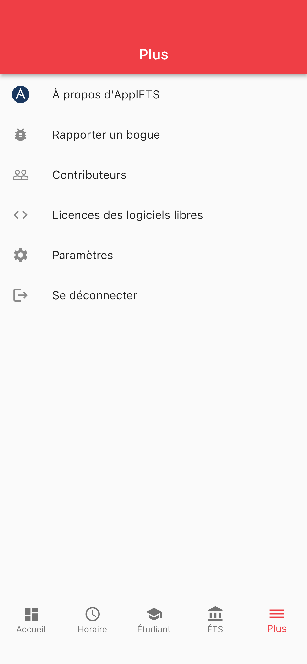 Plus
À propos d'ApplETS
Rapporter un bogue
Contributeurs
Licences des logiciels libres
Paramètres
Se déconnecter
Accueil
Horaire
Étudiant
ÉTS
Plus